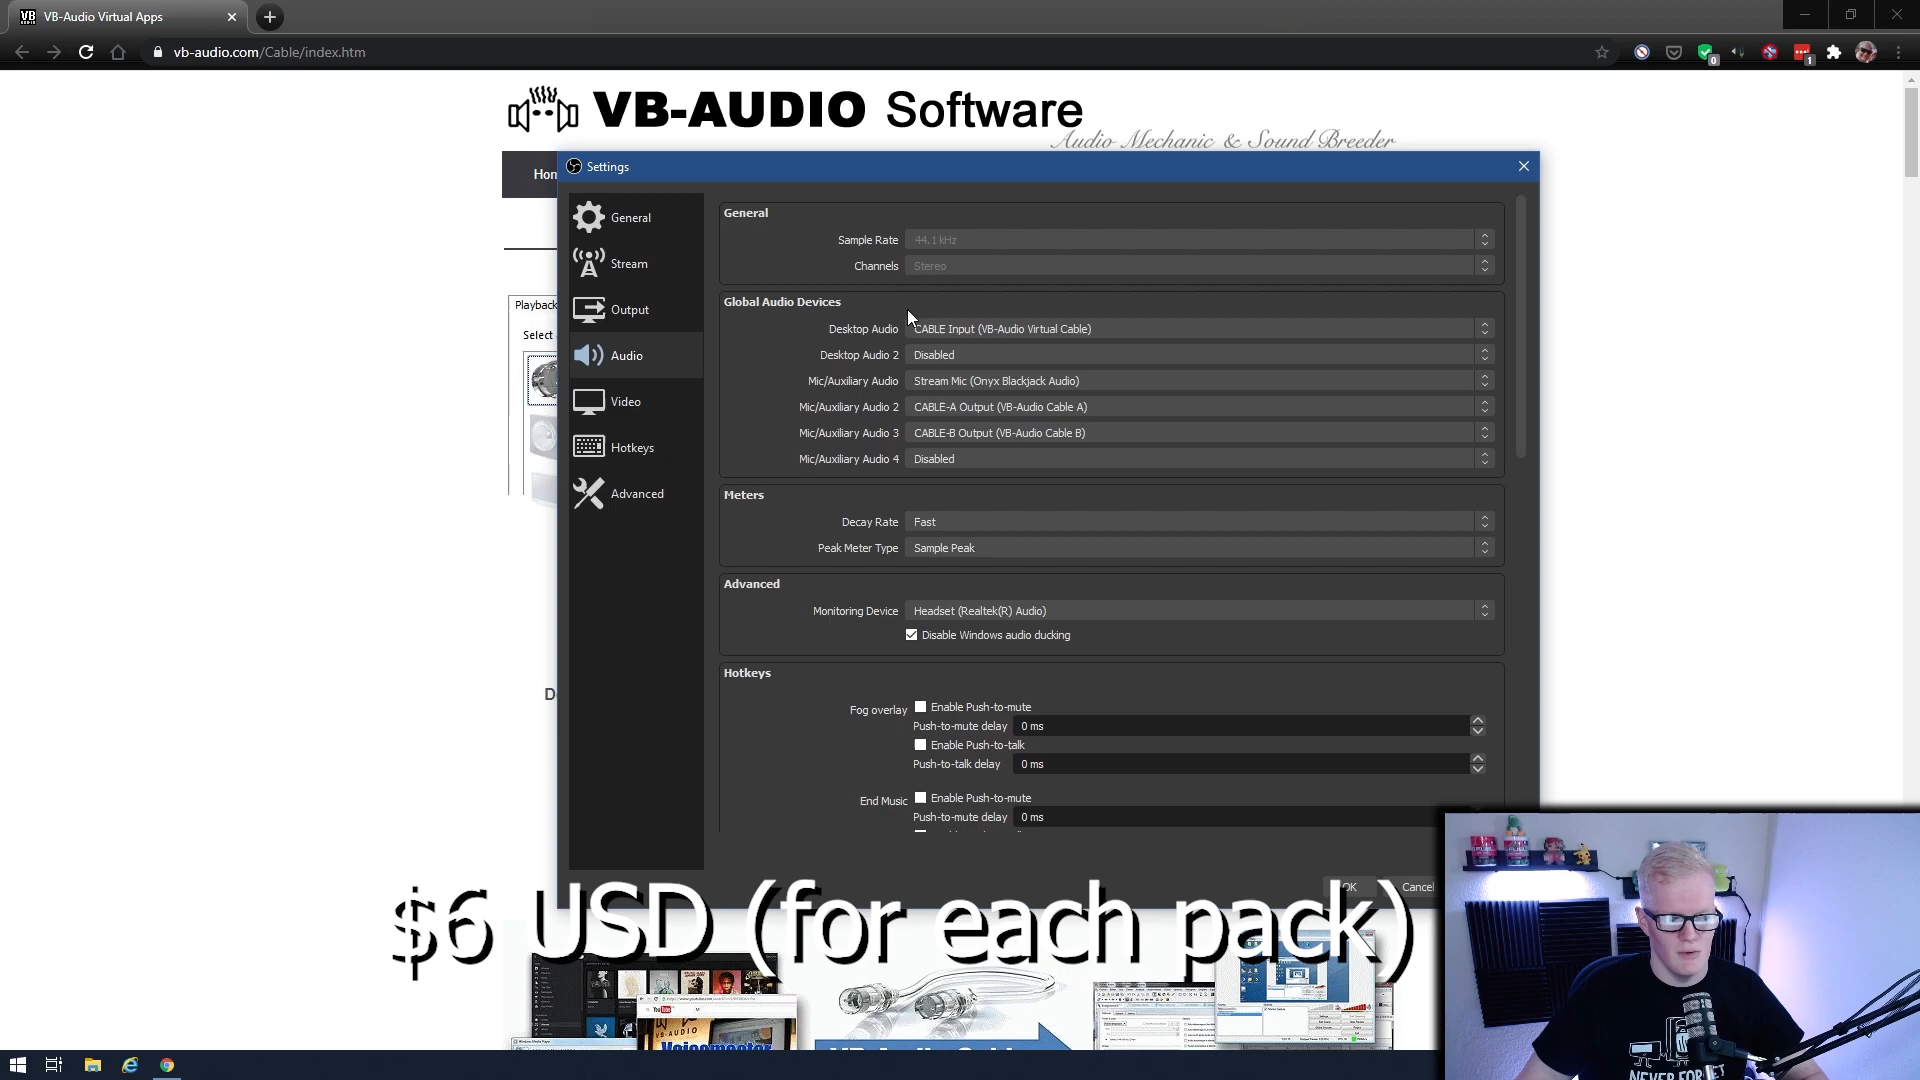 VB-Audio Virtual Apps
vb-audio.com/Cable/index.htm
VB-AUDIO Software
Audio Mechanic & Sound Breeder
Settings
General
Stream
Output
Audio
Video
Hotkeys
Advanced
General
Sample Rate 44.1 kHz
Channels Stereo
Global Audio Devices
Desktop Audio CABLE Input (VB-Audio Virtual Cable)
Desktop Audio 2 Disabled
Mic/Auxiliary Audio Stream Mic (Onyx Blackjack Audio)
Mic/Auxiliary Audio 2 CABLE-A Output (VB-Audio Cable A)
Mic/Auxiliary Audio 3 CABLE-B Output (VB-Audio Cable B)
Mic/Auxiliary Audio 4 Disabled
Meters
Decay Rate Fast
Peak Meter Type Sample Peak
Advanced
Monitoring Device Headset (Realtek(R) Audio)
Disable Windows audio ducking
Hotkeys
Fog overlay Enable Push-to-mute
Push-to-mute delay 0 ms
Enable Push-to-talk
Push-to-talk delay 0 ms
End Music Enable Push-to-mute
Push-to-mute delay 0 ms
OK Cancel
Playback
Select
$6 USD (for each pack)
NEVER FORGET